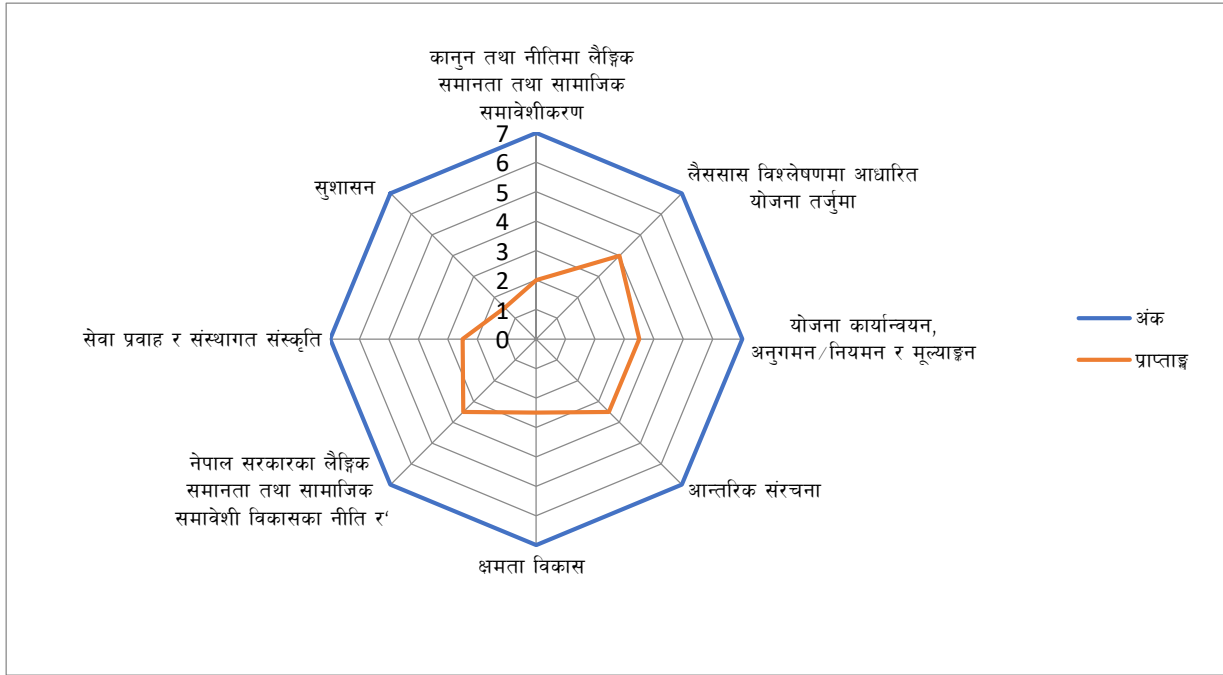 कानुन तथा नीतिमा लैङ्गिक
समानता तथा सामाजिक
समावेशीकरण
7
6
5
4
3
2
1
0
लैससास विश्लेषणमा आधारित
योजना तर्जुमा
योजना कार्यान्वयन,
अनुगमन/नियमन र मूल्याङ्कन
आन्तरिक संरचना
क्षमता विकास
नेपाल सरकारका लैङ्गिक
समानता तथा सामाजिक
समावेशी विकासका नीति र‘
सेवा प्रवाह र संस्थागत संस्कृति
सुशासन
अंक
प्राप्ताङ्क